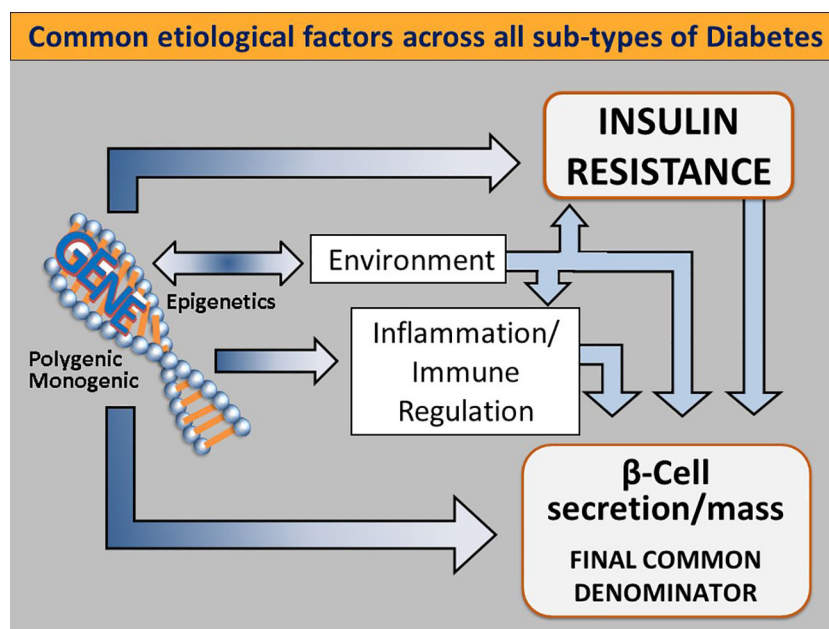 Common etiological factors across all sub-types of Diabetes
INSULIN
RESISTANCE
GENE
Environment
Epigenetics
Inflammation/
Immune
Regulation
Polygenic
Monogenic
β-Cell
secretion/mass
FINAL COMMON
DENOMINATOR